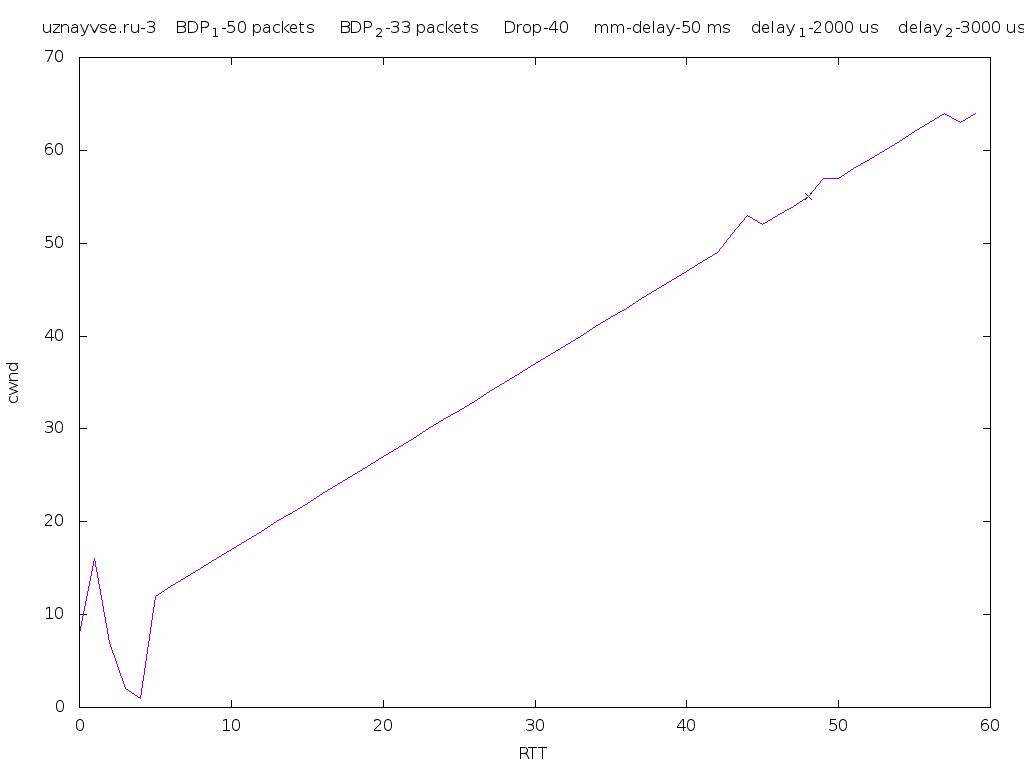 uznayvse.ru-3 BDP1-50 packets BDP2-33 packets Drop-40 mm-delay-50 ms delay1-2000 us delay2-3000 us
70
60
50
40
30
20
10
0
cwnd
0 10 20 30 40 50 60
RTT